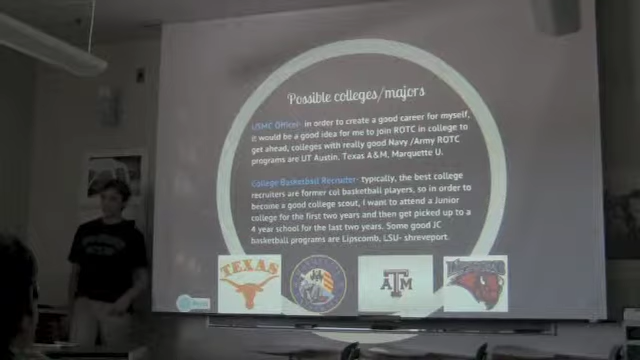 Possible colleges/majors
USMC Officer- in order to create a good career for myself,
it would be a good idea for me to join ROTC in college to
get ahead, colleges with really good Navy /Army ROTC
programs are UT Austin, Texas A&M, Marquette U.
College Basketball Recruiter- typically, the best college
recruiters are former col basketball players, so in order to
become a good college scout, I want to attend a Junior
college for the first two years and then get picked up to a
4 year school for the last two years. Some good JC
basketball programs are Lipscomb, LSU- shreveport.
TEXAS
ATM